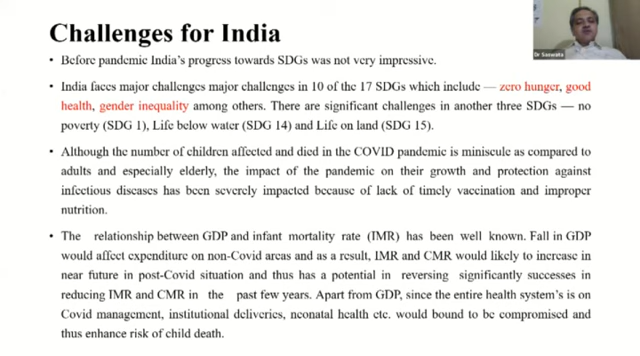 Challenges for India
• Before pandemic India's progress towards SDGs was not very impressive.
• India faces major challenges major challenges in 10 of the 17 SDGs which include — zero hunger, good
health, gender inequality among others. There are significant challenges in another three SDGs — no
poverty (SDG 1), Life below water (SDG 14) and Life on land (SDG 15).
• Although the number of children affected and died in the COVID pandemic is miniscule as compared to
adults and especially elderly, the impact of the pandemic on their growth and protection against
infectious diseases has been severely impacted because of lack of timely vaccination and improper
nutrition.
• The relationship between GDP and infant mortality rate (IMR) has been well known. Fall in GDP
would affect expenditure on non-Covid areas and as a result, IMR and CMR would likely to increase in
near future in post-Covid situation and thus has a potential in reversing significantly successes in
reducing IMR and CMR in the past few years. Apart from GDP, since the entire health system's is on
Covid management, institutional deliveries, neonatal health etc. would bound to be compromised and
thus enhance risk of child death.
Dr